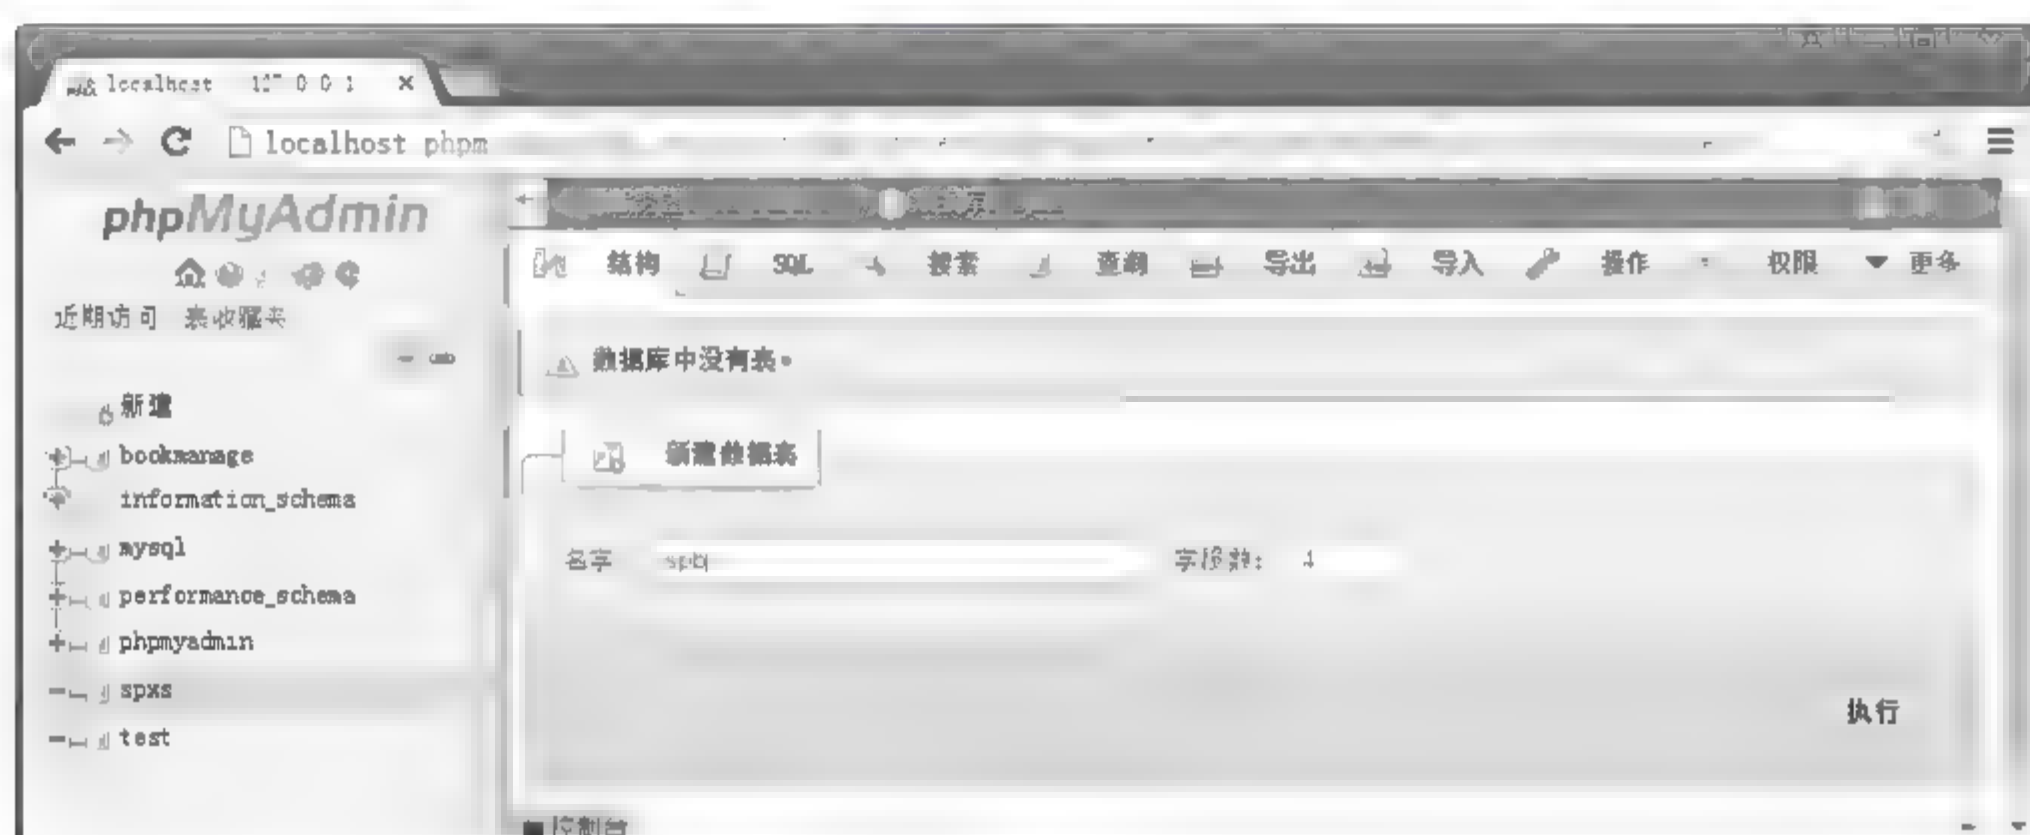 localhost
localhost phpm
phpMyAdmin
近期访问 表收藏夹
新建
bookmanage
information_schema
mysql
performance_schema
phpmyadmin
spxs
test
结构 SQL 搜索 查询 导出 导入 操作 权限 更多
数据库中没有表。
新建数据表
名字 spb 字段数: 4
执行
控制台